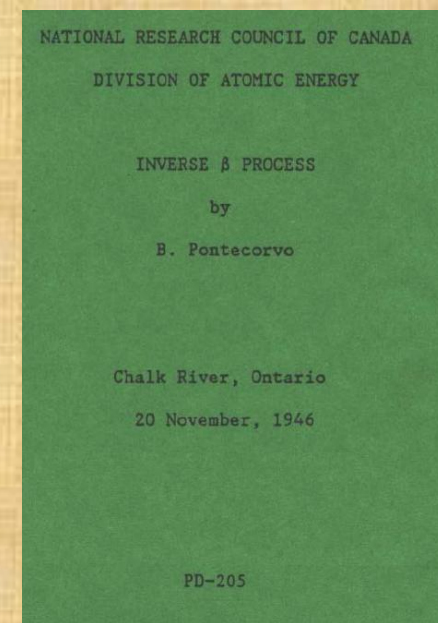 NATIONAL RESEARCH COUNCIL OF CANADA
DIVISION OF ATOMIC ENERGY
INVERSE β PROCESS
by
B. Pontecorvo
Chalk River, Ontario
20 November, 1946
PD-205